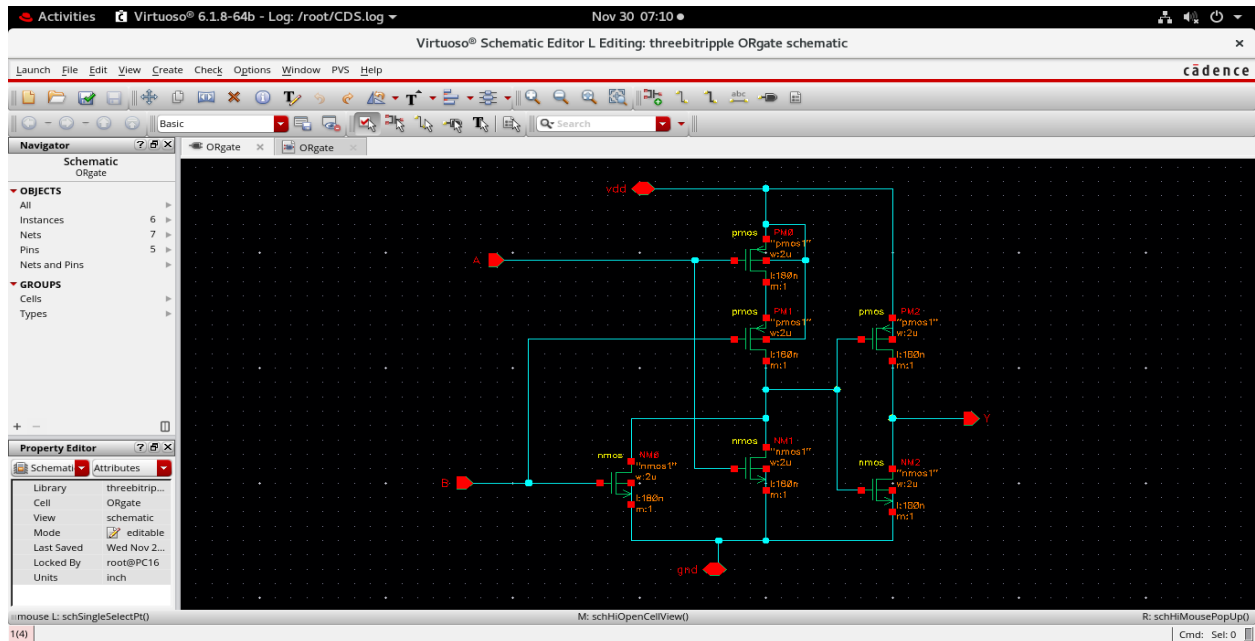 Activities Virtuoso® 6.1.8-64b - Log: /root/CDS.log Nov 30 07:10
Virtuoso® Schematic Editor L Editing: threebitripple ORgate schematic ×
Launch File Edit View Create Check Options Window PVS Help cādence
Basic Search
Navigator ? × ORgate × ORgate ×
Schematic
ORgate
OBJECTS
All
Instances 6
Nets 7
Pins 5
Nets and Pins
GROUPS
Cells
Types
vdd
pmos PM0
"pmos1"
w:2u
A
l:180n
m:1
pmos PM1 pmos PM2
"pmos1" "pmos1"
w:2u w:2u
l:180n l:180n
m:1 m:1
Y
nmos NM1
"nmos1"
w:2u
l:180n
m:1
nmos NM0
"nmos1"
w:2u
B
l:180n
m:1
nmos NM2
"nmos1"
w:2u
l:180n
m:1
gnd
Property Editor ? ×
Schemati Attributes
Library threebitrip...
Cell ORgate
View schematic
Mode editable
Last Saved Wed Nov 2...
Locked By root@PC16
Units inch
mouse L: schSingleSelectPt() M: schHiOpenCellView() R: schHiMousePopUp()
1(4) Cmd: Sel: 0